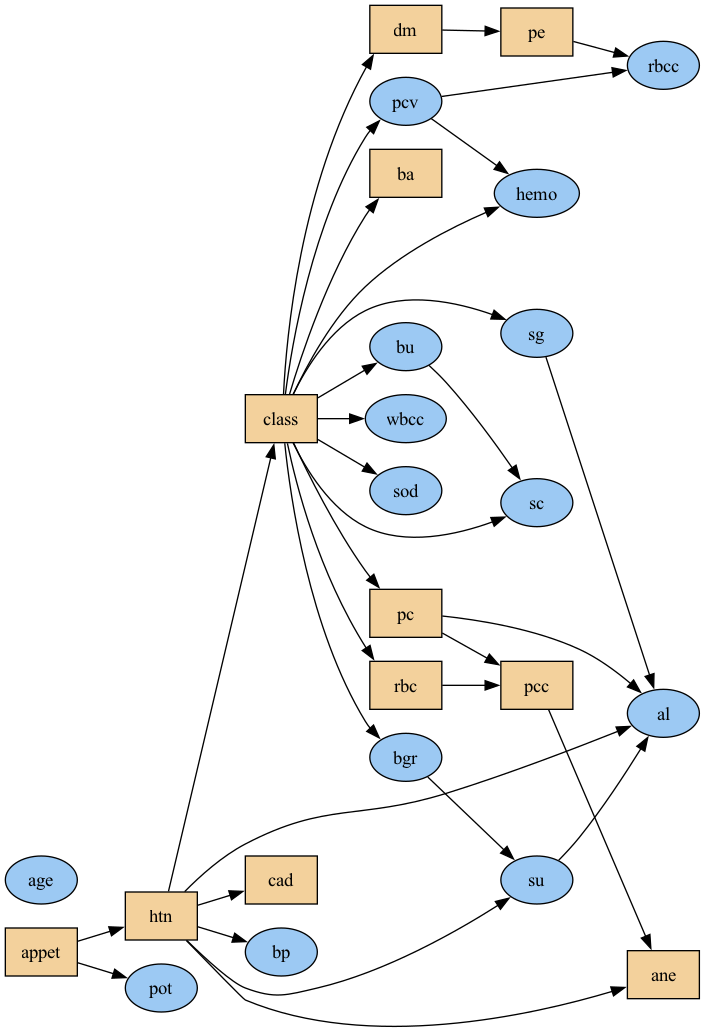 dm
pe
rbcc
pcv
ba
hemo
sg
bu
class
wbcc
sod
sc
pc
rbc
pcc
al
bgr
age
cad
su
htn
appet
bp
ane
pot